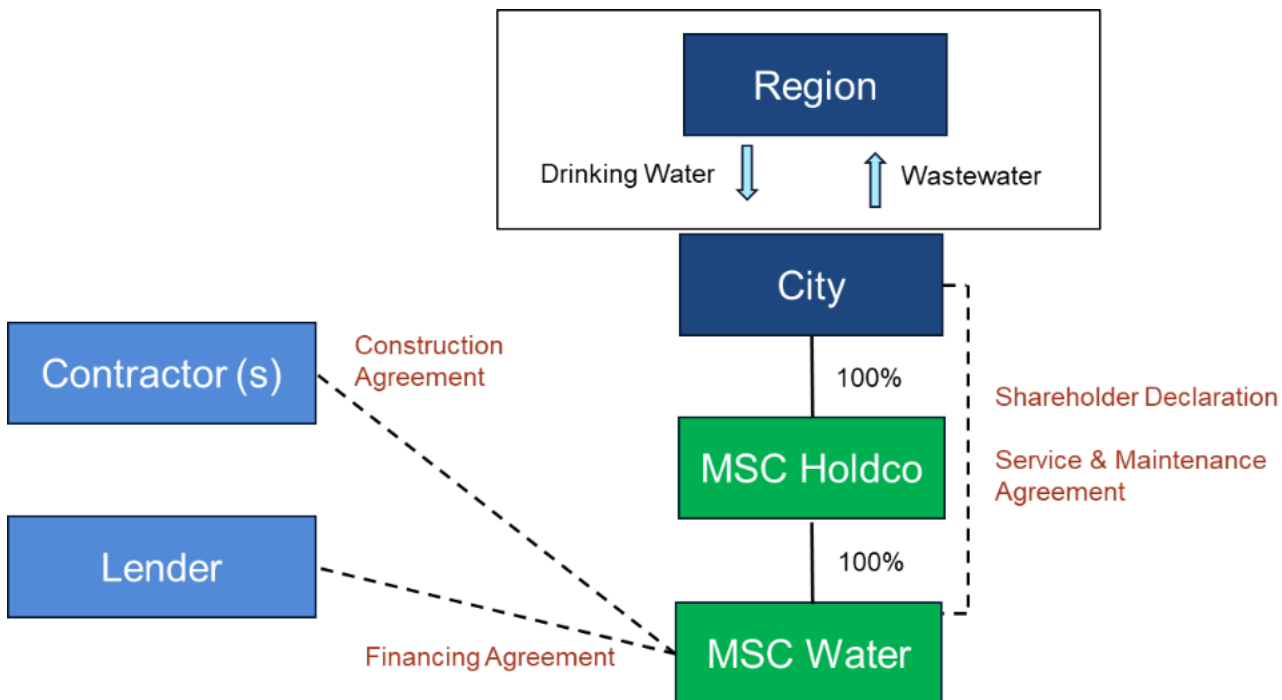 Region
Drinking Water
Wastewater
City
Contractor (s)
Construction
Agreement
100%
Shareholder Declaration
MSC Holdco
Service & Maintenance
Agreement
Lender
100%
Financing Agreement
MSC Water